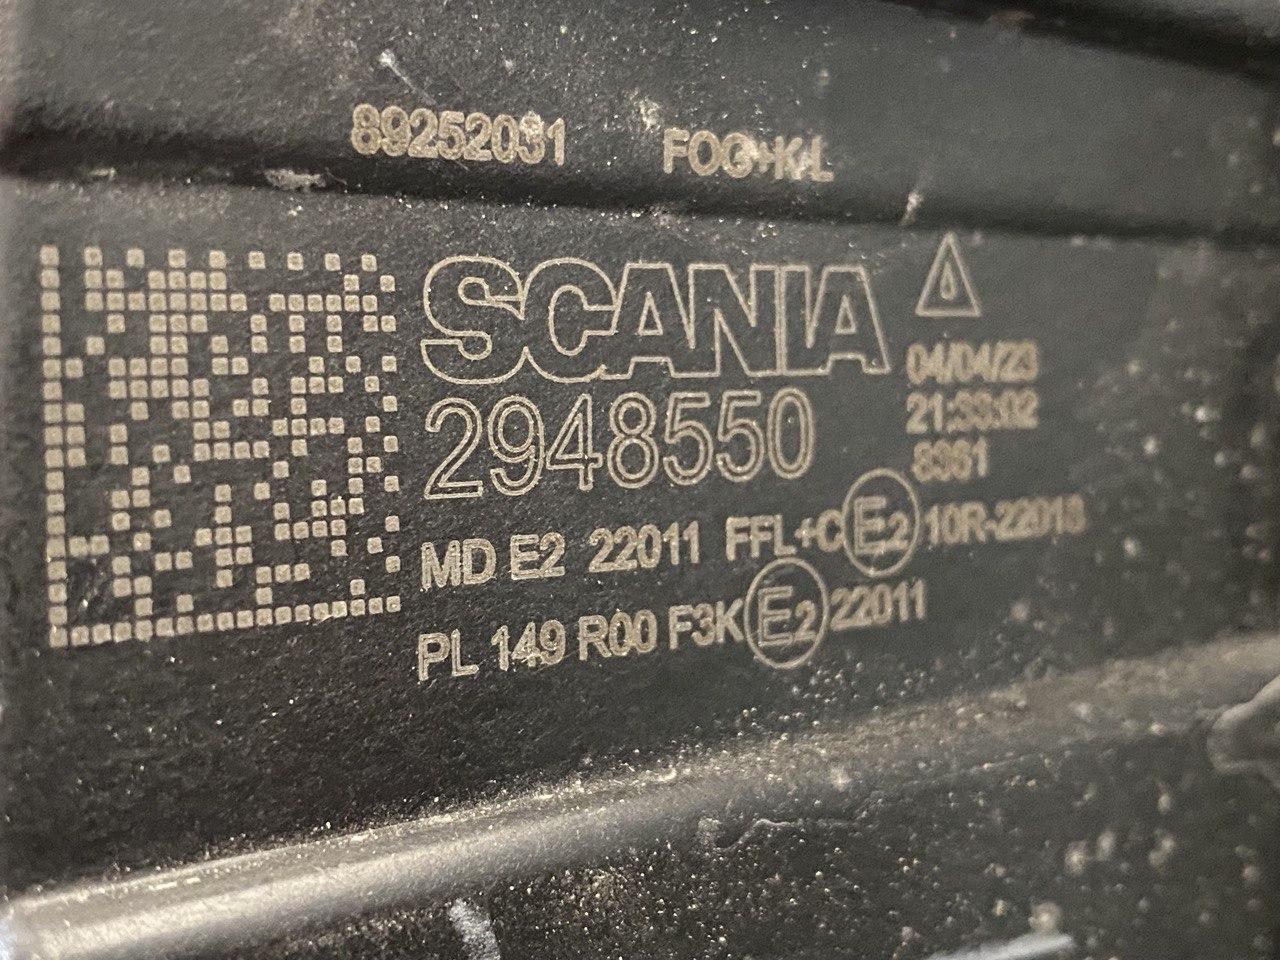 89252031 FOG+K-L
SCANIA
2948550
04/04/23
21:33:02
8361
MD E2 22011 FFL+C E2 10R-22018
PL 149 R00 F3K E2 22011